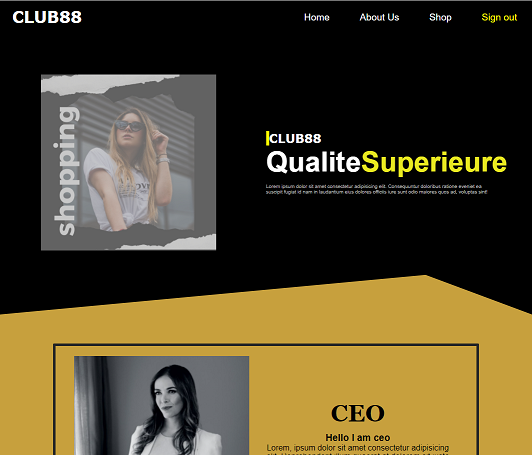 CLUB88
Home About Us Shop Sign out
shopping
CLUB88
QualiteSuperieure
Lorem ipsum dolor sit amet consectetur adipisicing elit. Consequuntur doloribus ratione eveniet ea
suscipit fugiat id nam in laudantium eius dolores officiis iure sunt odio maiores quos ad, voluptas sint!
CEO
Hello I am ceo
Lorem, ipsum dolor sit amet consectetur adipisicing